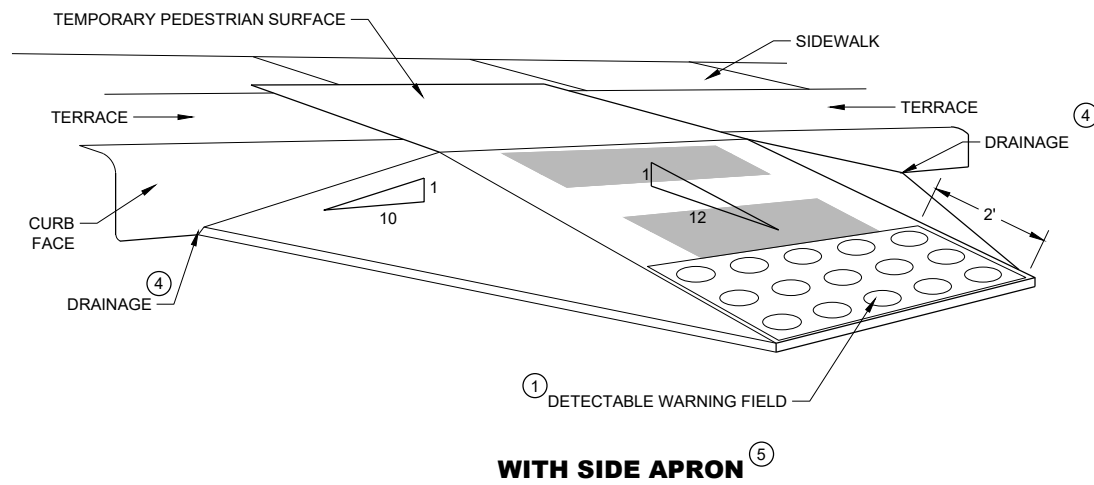 TEMPORARY PEDESTRIAN SURFACE
SIDEWALK
TERRACE
TERRACE
4
DRAINAGE
1
10
1
12
2'
CURB
FACE
4
DRAINAGE
1
DETECTABLE WARNING FIELD
WITH SIDE APRON 5